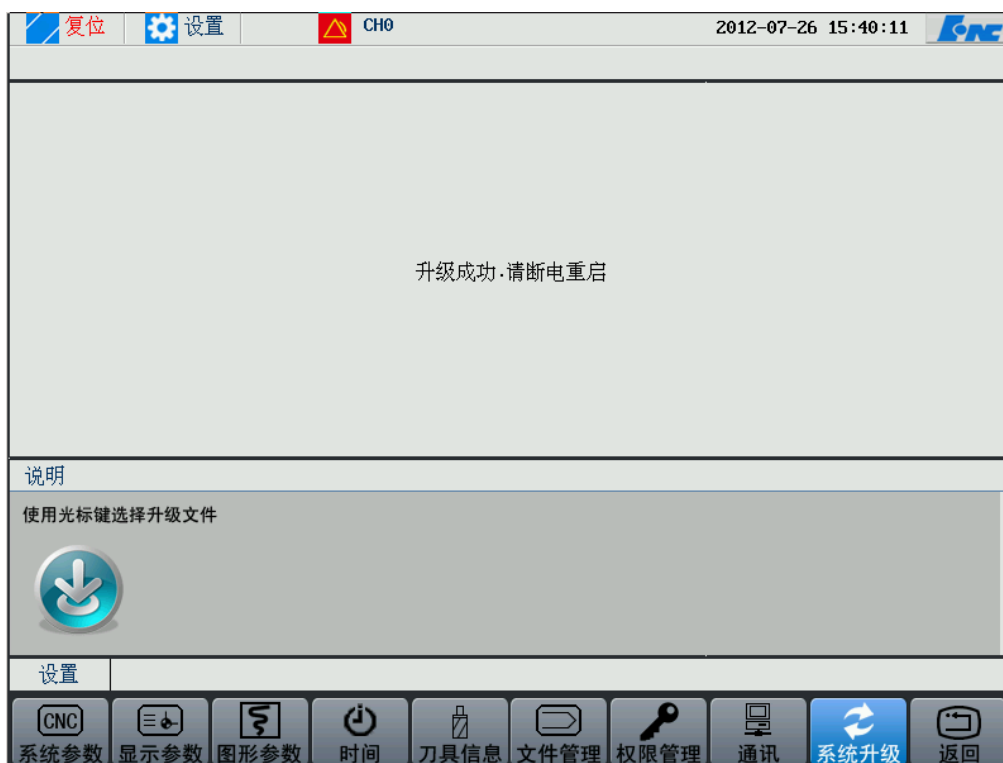 复位 设置 CH0 2012-07-26 15:40:11
升级成功.请断电重启
说明
使用光标键选择升级文件
设置
CNC
系统参数 显示参数 图形参数 时间 刀具信息 文件管理 权限管理 通讯 系统升级 返回